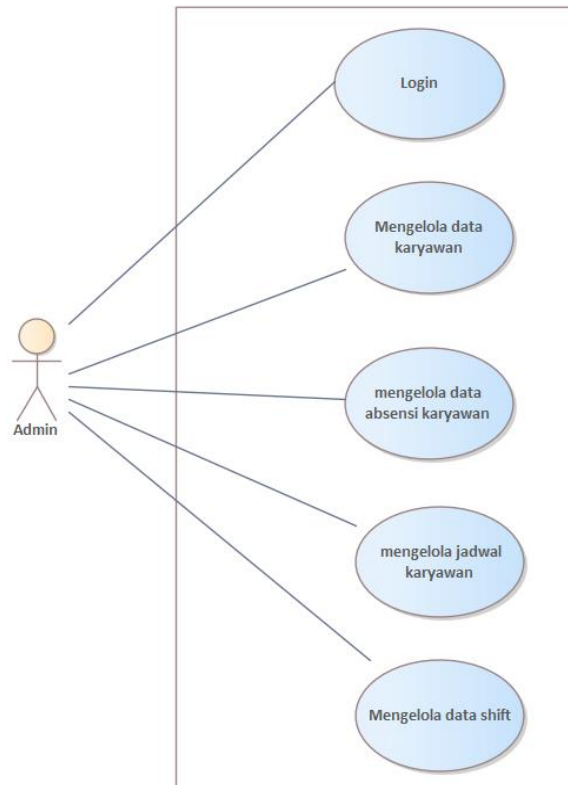 Login
Mengelola data
karyawan
mengelola data
absensi karyawan
Admin
mengelola jadwal
karyawan
Mengelola data shift